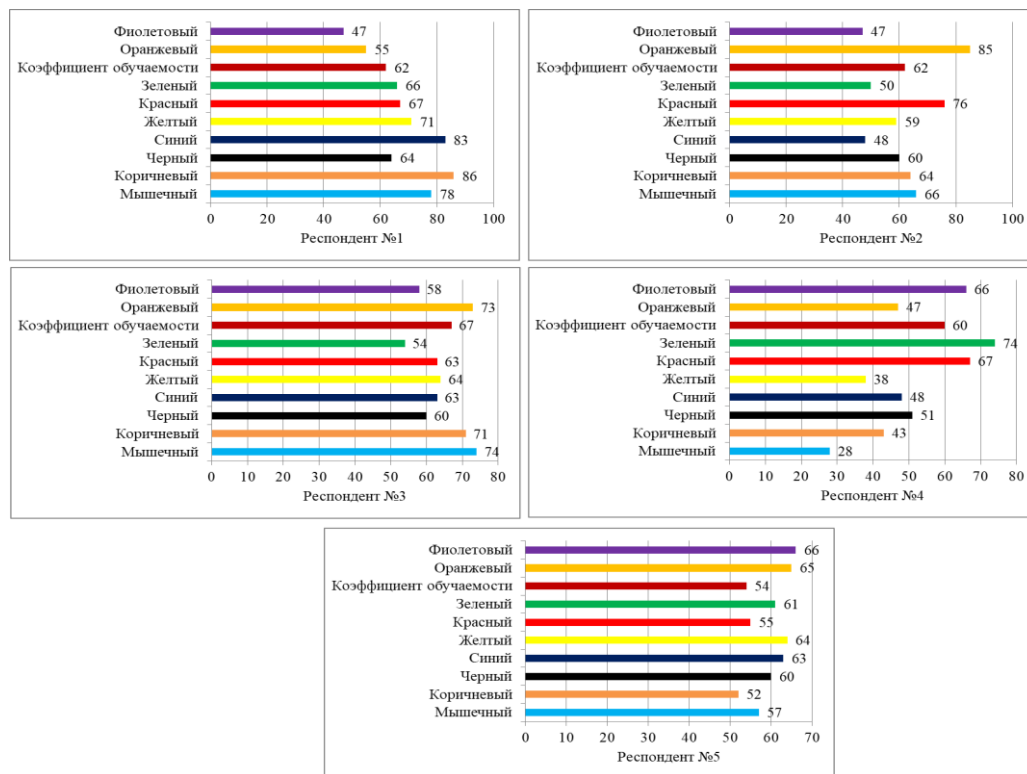 Фиолетовый 47
Оранжевый 55
Коэффициент обучаемости 62
Зеленый 66
Красный 67
Желтый 71
Синий 83
Черный 64
Коричневый 86
Мышечный 78
0 20 40 60 80 100
Респондент №1
Фиолетовый 47
Оранжевый 85
Коэффициент обучаемости 62
Зеленый 50
Красный 76
Желтый 59
Синий 48
Черный 60
Коричневый 64
Мышечный 66
0 20 40 60 80 100
Респондент №2
Фиолетовый 58
Оранжевый 73
Коэффициент обучаемости 67
Зеленый 54
Красный 63
Желтый 64
Синий 63
Черный 60
Коричневый 71
Мышечный 74
0 10 20 30 40 50 60 70 80
Респондент №3
Фиолетовый 66
Оранжевый 47
Коэффициент обучаемости 60
Зеленый 74
Красный 67
Желтый 38
Синий 48
Черный 51
Коричневый 43
Мышечный 28
0 10 20 30 40 50 60 70 80
Респондент №4
Фиолетовый 66
Оранжевый 65
Коэффициент обучаемости 54
Зеленый 61
Красный 55
Желтый 64
Синий 63
Черный 60
Коричневый 52
Мышечный 57
0 10 20 30 40 50 60 70
Респондент №5